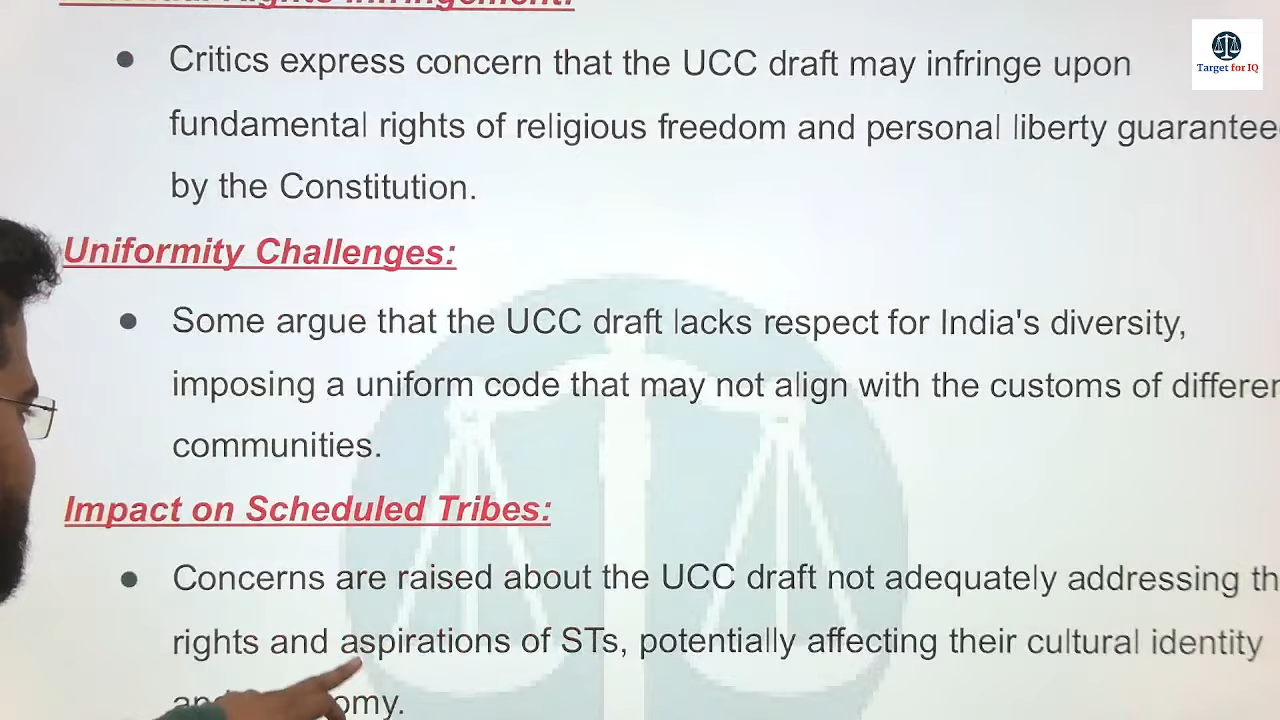 Rights Infringement:
Target for IQ
● Critics express concern that the UCC draft may infringe upon
fundamental rights of religious freedom and personal liberty guarantee
by the Constitution.
Uniformity Challenges:
● Some argue that the UCC draft lacks respect for India's diversity,
imposing a uniform code that may not align with the customs of differen
communities.
Impact on Scheduled Tribes:
● Concerns are raised about the UCC draft not adequately addressing th
rights and aspirations of STs, potentially affecting their cultural identity
omy.